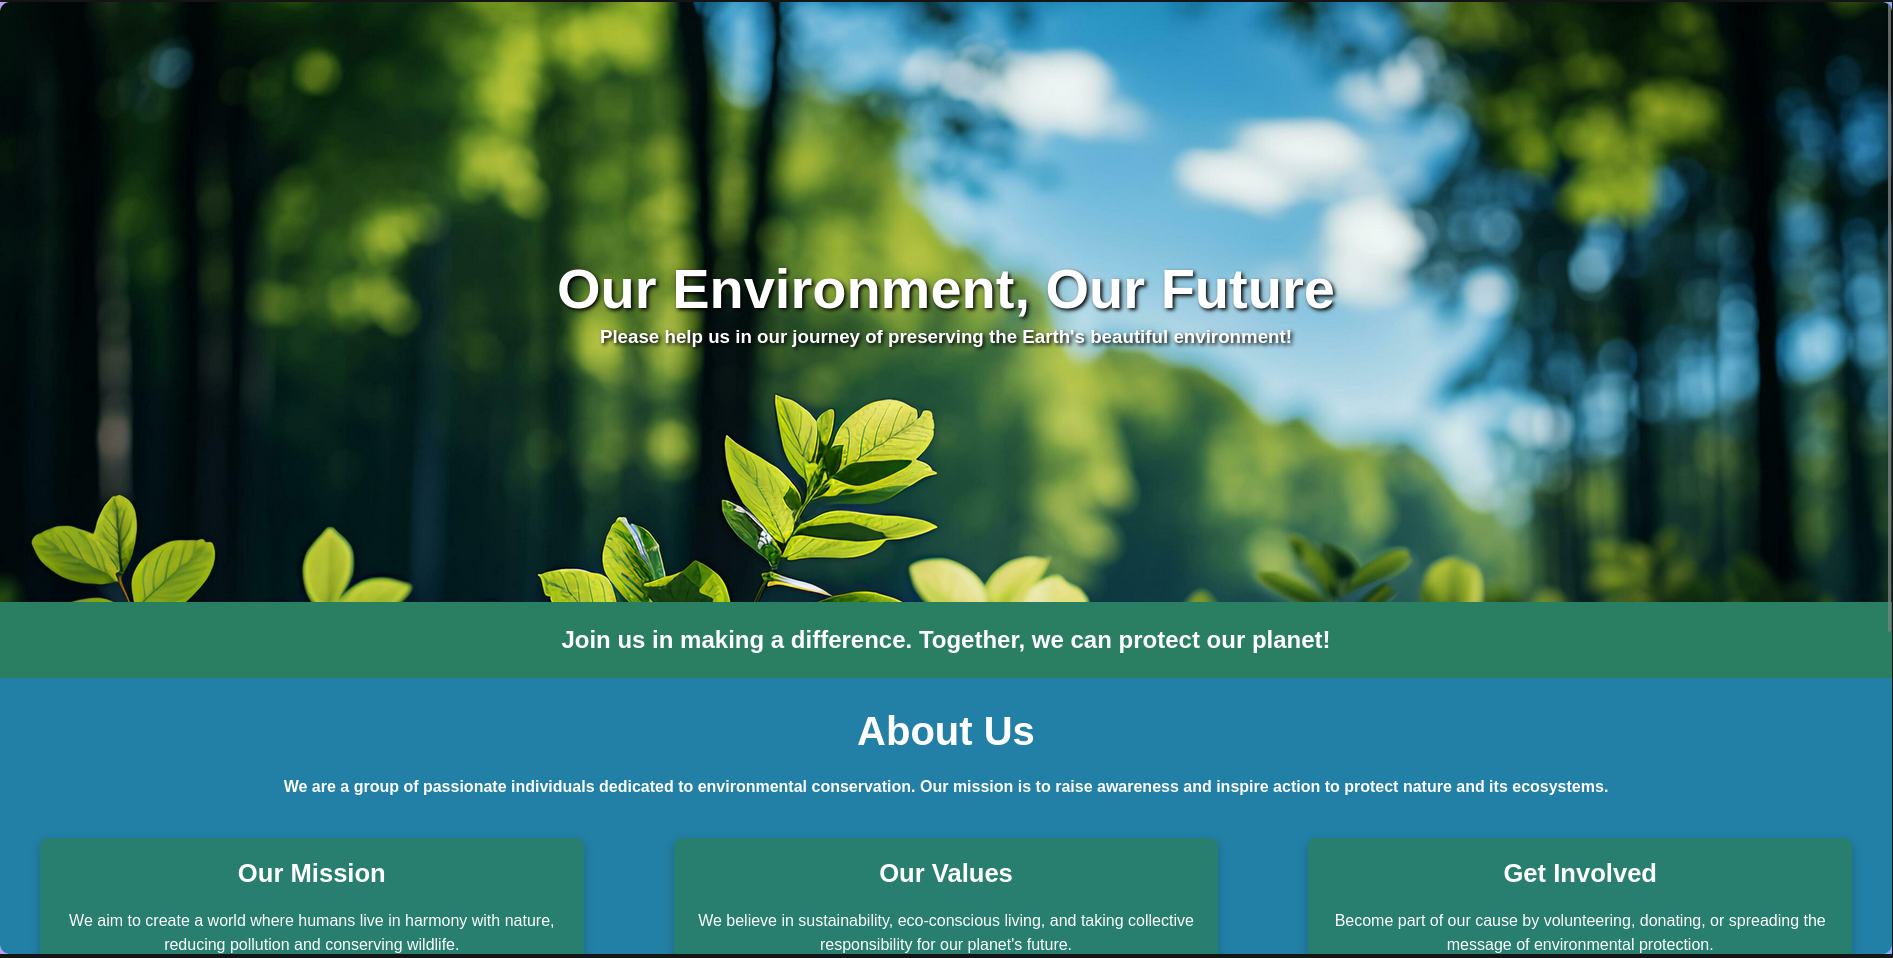 Our Environment, Our Future
Please help us in our journey of preserving the Earth's beautiful environment!
Join us in making a difference. Together, we can protect our planet!
About Us
We are a group of passionate individuals dedicated to environmental conservation. Our mission is to raise awareness and inspire action to protect nature and its ecosystems.
Our Mission
We aim to create a world where humans live in harmony with nature,
reducing pollution and conserving wildlife.
Our Values
We believe in sustainability, eco-conscious living, and taking collective
responsibility for our planet's future.
Get Involved
Become part of our cause by volunteering, donating, or spreading the
message of environmental protection.